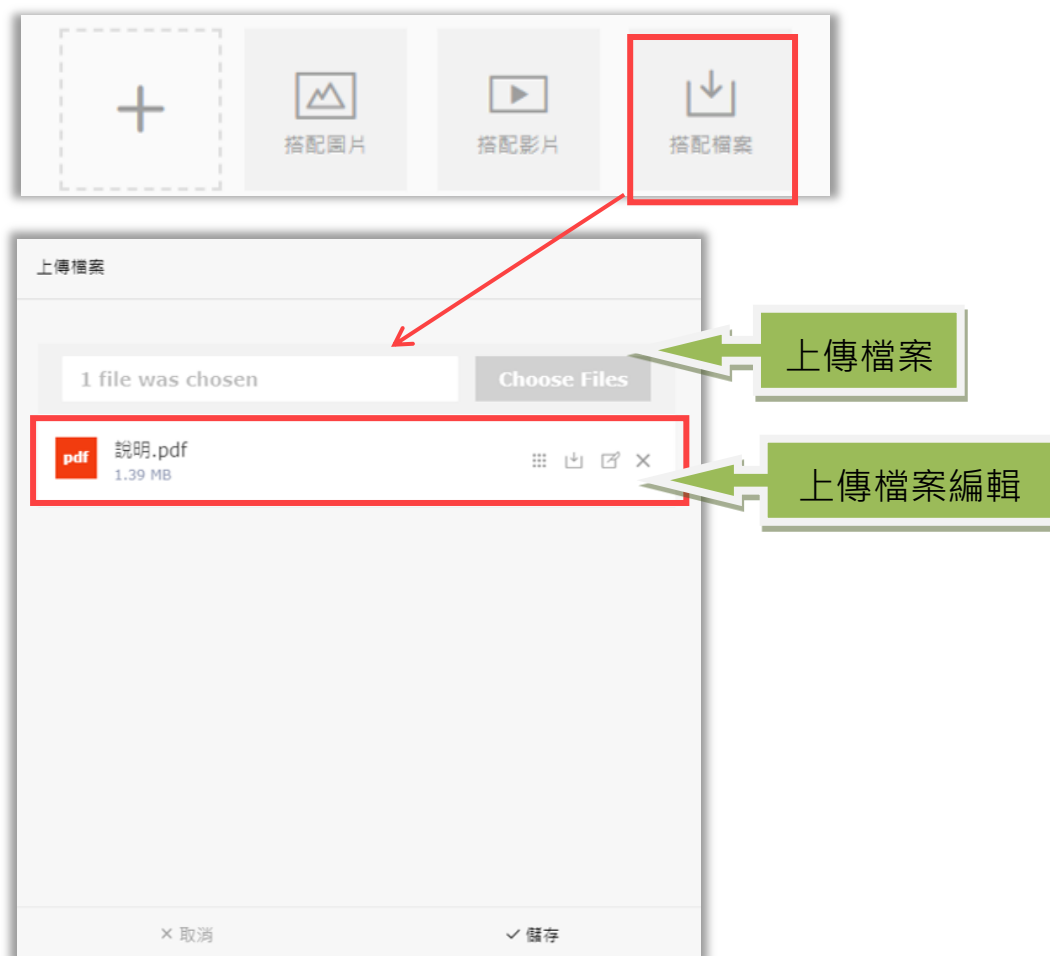 搭配圖片
搭配影片
搭配檔案
上傳檔案
1 file was chosen
Choose Files
上傳檔案
pdf
說明.pdf
1.39 MB
上傳檔案編輯
取消
儲存